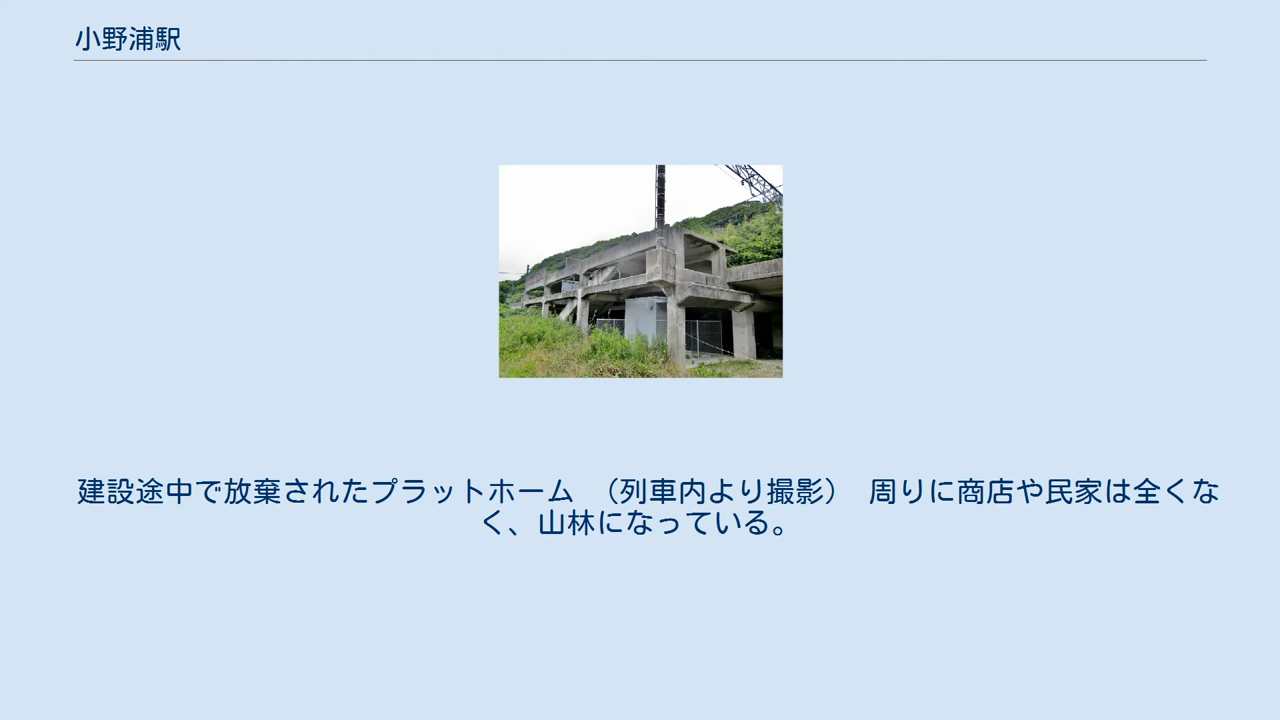 小野浦駅
建設途中で放棄されたプラットホーム （列車内より撮影） 周りに商店や民家は全くな
く、山林になっている。